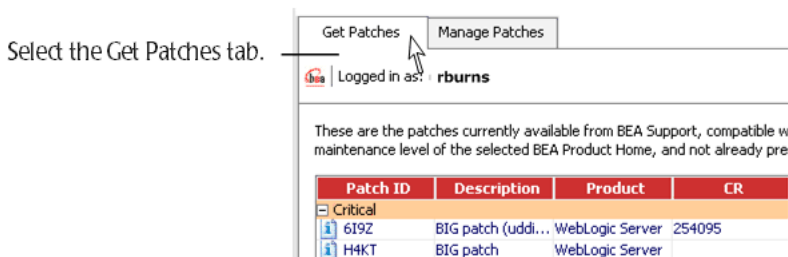 Get Patches Manage Patches
Select the Get Patches tab.
bea Logged in as: rburns
These are the patches currently available from BEA Support, compatible w
maintenance level of the selected BEA Product Home, and not already pre
Patch ID Description Product CR
Critical
6I9Z BIG patch (uddi... WebLogic Server 254095
H4KT BIG patch WebLogic Server